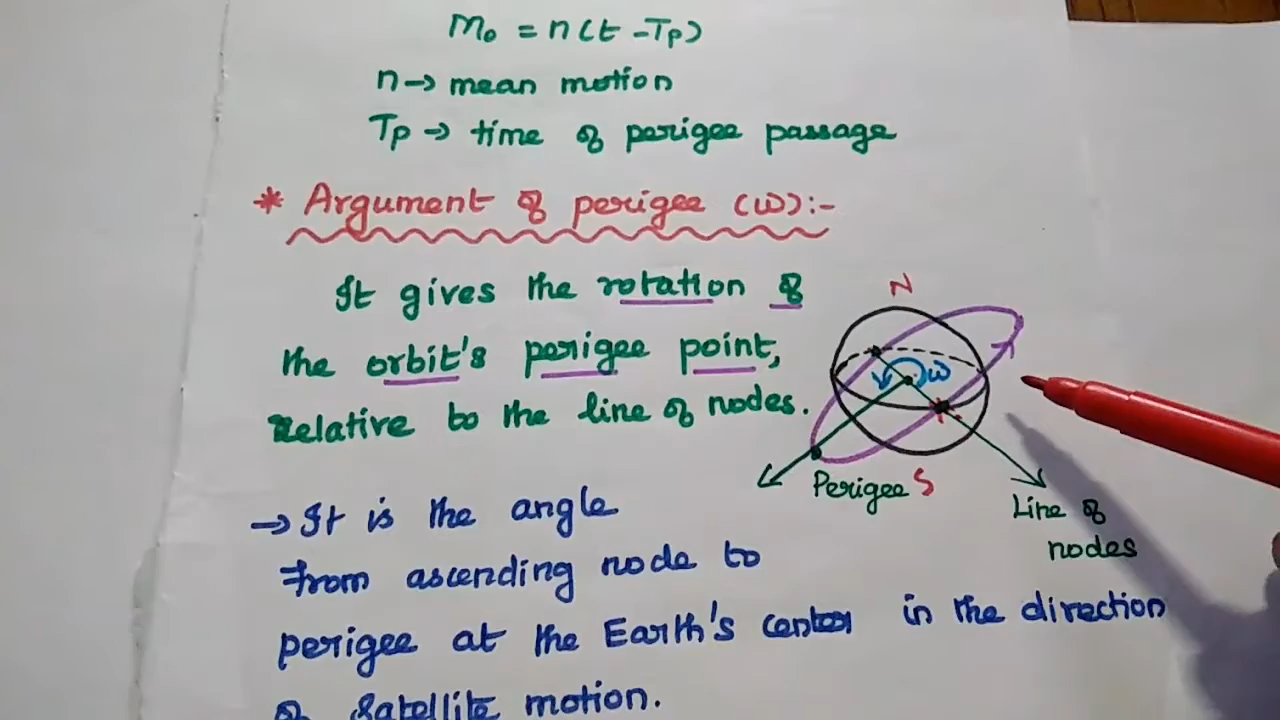 M₀ = n(t - Tp)
n → mean motion
Tp → time of perigee passage
* Argument of perigee (ω):-
It gives the rotation of
the orbit's perigee point,
relative to the line of nodes.
N
ω
Perigee S
Line of
nodes
→ It is the angle
from ascending node to
perigee at the Earth's center in the direction
of satellite motion.